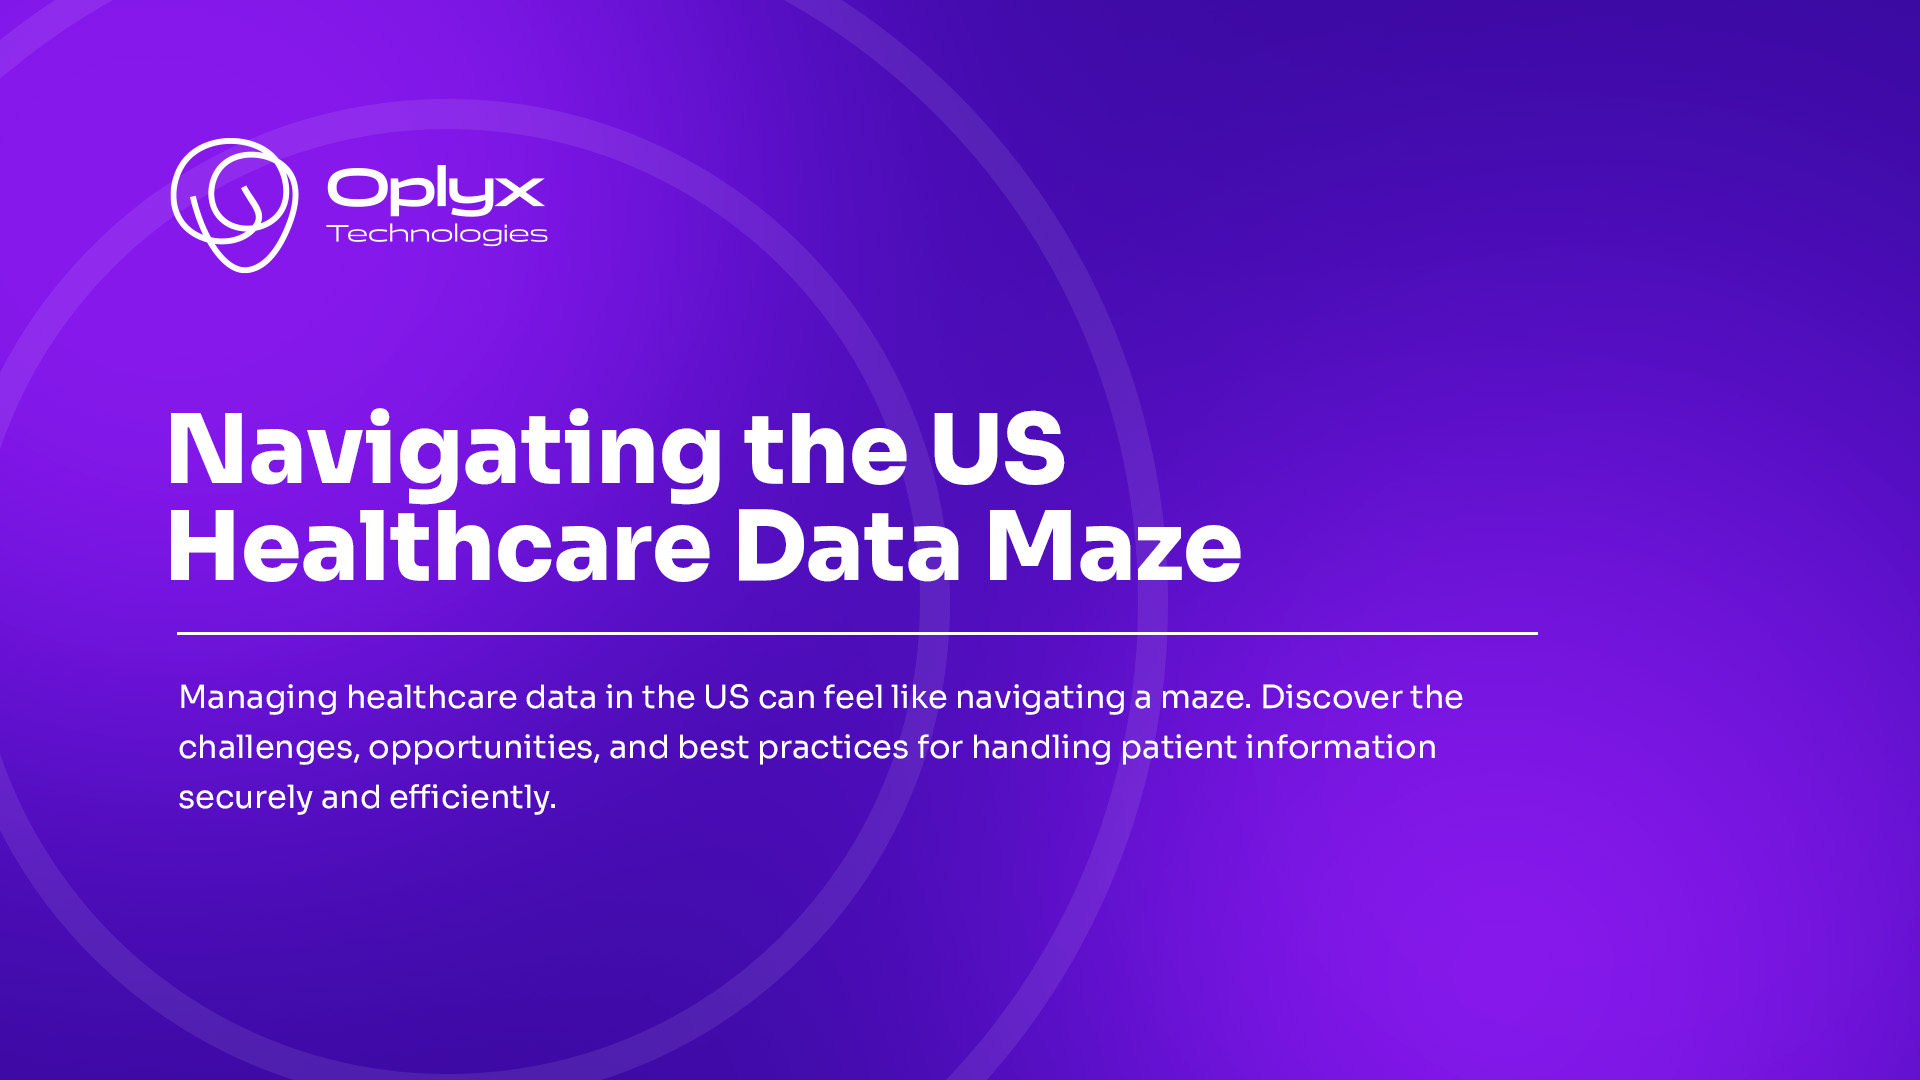 Oplyx
Technologies
Navigating the US
Healthcare Data Maze
Managing healthcare data in the US can feel like navigating a maze. Discover the
challenges, opportunities, and best practices for handling patient information
securely and efficiently.